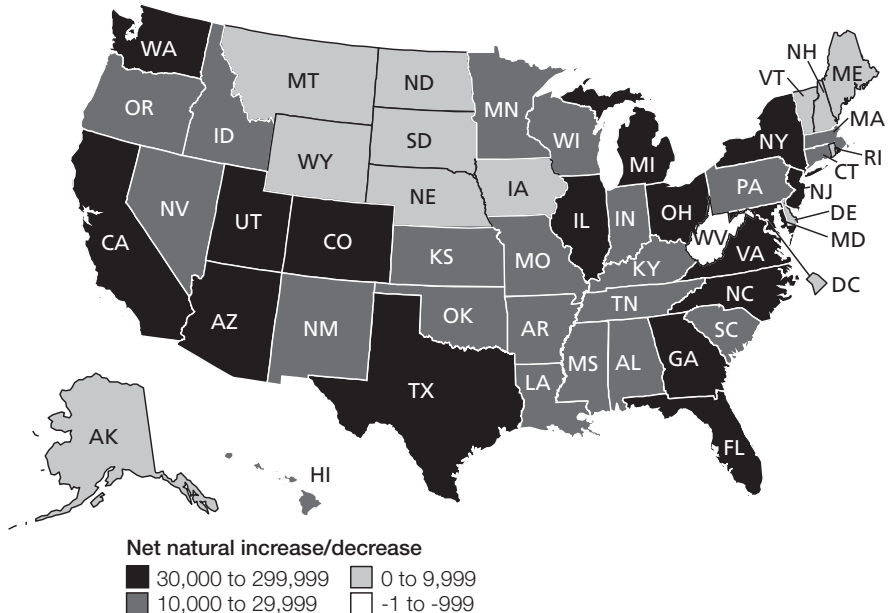 WA
NH
VT
ME
MT
ND
OR
MN
MA
ID
SD
WI
NY
WY
MI
RI
CT
IA
PA
NJ
NE
NV
OH
DE
UT
IL
IN
MD
CA
CO
WV
VA
KS
MO
KY
DC
NC
TN
AZ
OK
NM
AR
SC
MS
AL
GA
LA
TX
AK
FL
HI
Net natural increase/decrease
30,000 to 299,999 0 to 9,999
10,000 to 29,999 -1 to -999